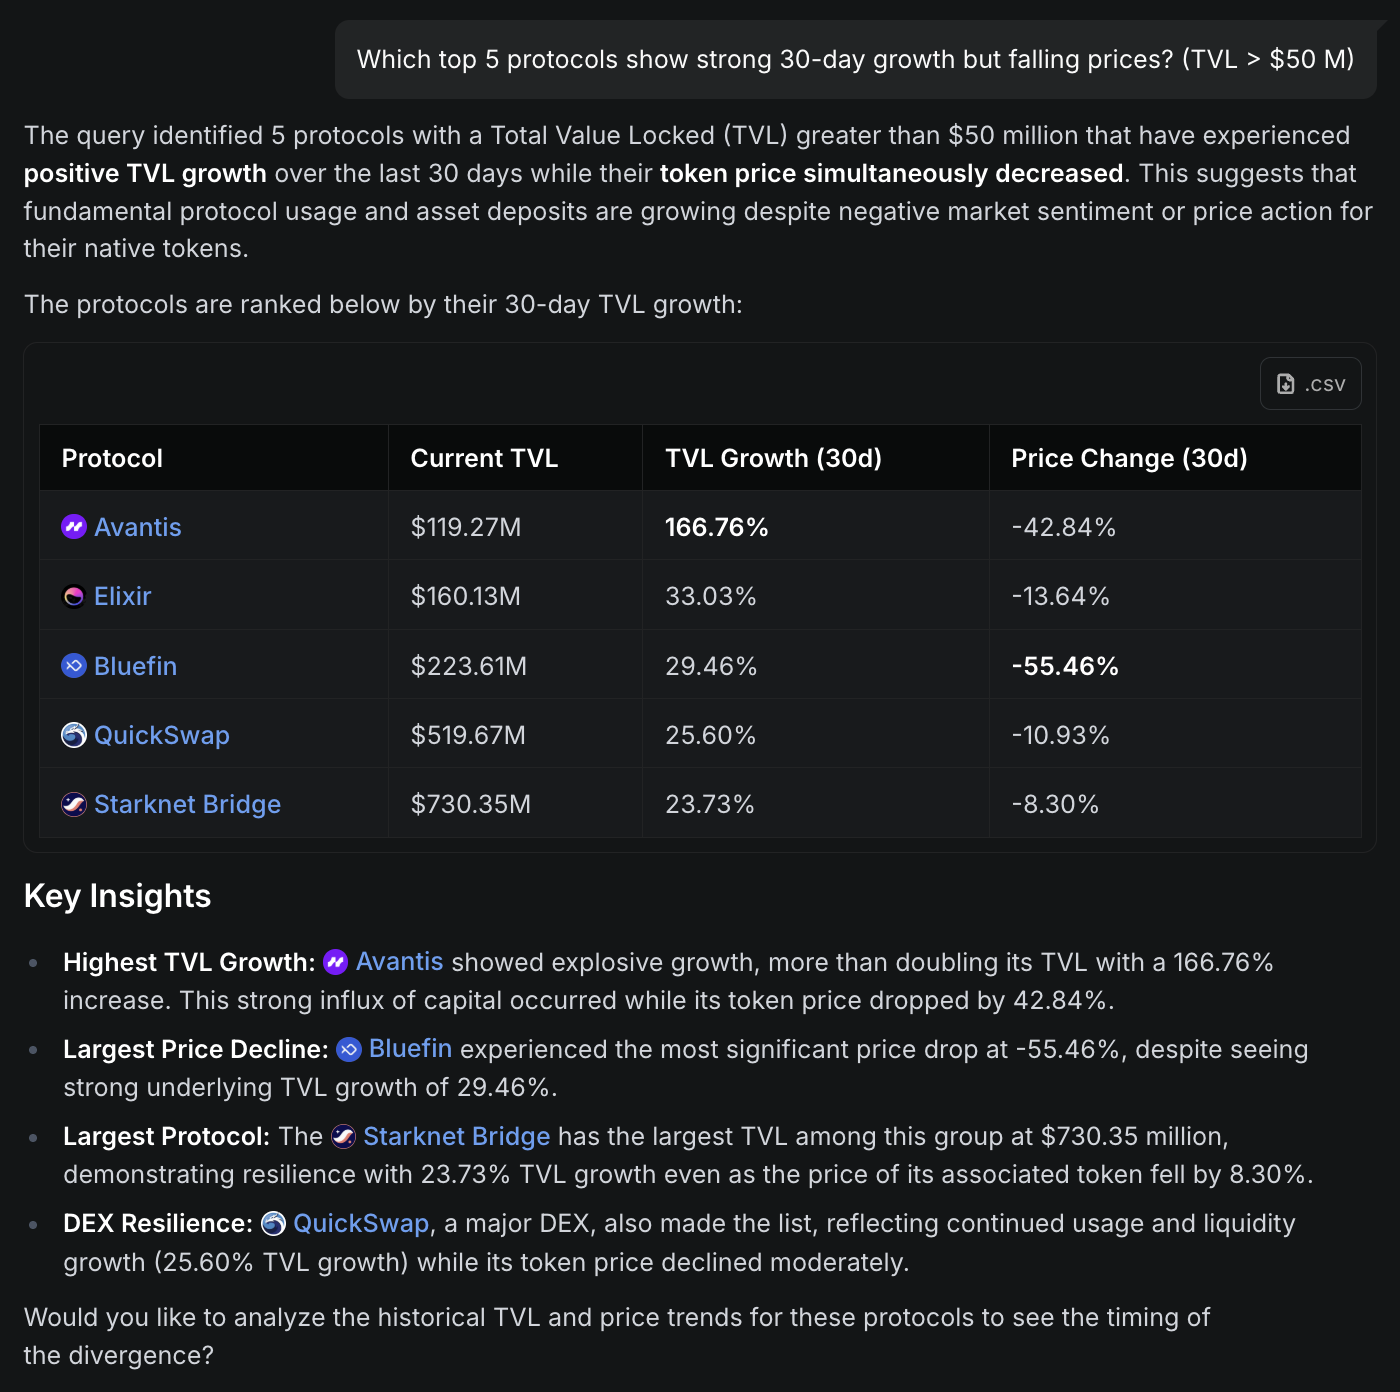 Which top 5 protocols show strong 30-day growth but falling prices? (TVL > $50 M)
The query identified 5 protocols with a Total Value Locked (TVL) greater than $50 million that have experienced
positive TVL growth over the last 30 days while their token price simultaneously decreased. This suggests that
fundamental protocol usage and asset deposits are growing despite negative market sentiment or price action for
their native tokens.
The protocols are ranked below by their 30-day TVL growth:
.csv
Protocol Current TVL TVL Growth (30d) Price Change (30d)
Avantis $119.27M 166.76% -42.84%
Elixir $160.13M 33.03% -13.64%
Bluefin $223.61M 29.46% -55.46%
QuickSwap $519.67M 25.60% -10.93%
Starknet Bridge $730.35M 23.73% -8.30%
Key Insights
• Highest TVL Growth: Avantis showed explosive growth, more than doubling its TVL with a 166.76%
increase. This strong influx of capital occurred while its token price dropped by 42.84%.
• Largest Price Decline: Bluefin experienced the most significant price drop at -55.46%, despite seeing
strong underlying TVL growth of 29.46%.
• Largest Protocol: The Starknet Bridge has the largest TVL among this group at $730.35 million,
demonstrating resilience with 23.73% TVL growth even as the price of its associated token fell by 8.30%.
• DEX Resilience: QuickSwap, a major DEX, also made the list, reflecting continued usage and liquidity
growth (25.60% TVL growth) while its token price declined moderately.
Would you like to analyze the historical TVL and price trends for these protocols to see the timing of
the divergence?